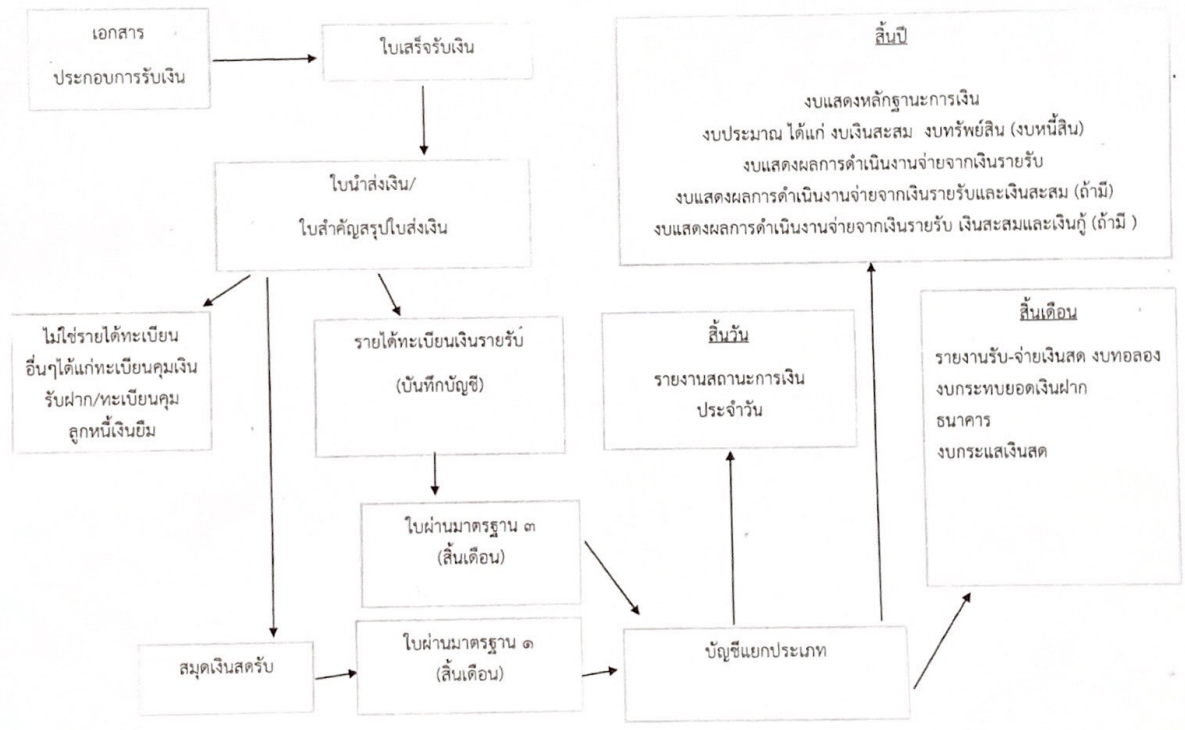 เอกสาร
ประกอบการรับเงิน
ใบเสร็จรับเงิน
ใบนำส่งเงิน/
ใบสำคัญสรุปใบส่งเงิน
ไม่ใช่รายได้ทะเบียน
อื่นๆได้แก่ทะเบียนคุมเงิน
รับฝาก/ทะเบียนคุม
ลูกหนี้เงินยืม
รายได้ทะเบียนเงินรายรับ
(บันทึกบัญชี)
ใบผ่านมาตรฐาน ๓
(สิ้นเดือน)
สมุดเงินสดรับ
ใบผ่านมาตรฐาน ๑
(สิ้นเดือน)
บัญชีแยกประเภท
สิ้นวัน
รายงานสถานะการเงิน
ประจำวัน
สิ้นปี
งบแสดงหลักฐานะการเงิน
งบประมาณ ได้แก่ งบเงินสะสม งบทรัพย์สิน (งบหนี้สิน)
งบแสดงผลการดำเนินงานจ่ายจากเงินรายรับ
งบแสดงผลการดำเนินงานจ่ายจากเงินรายรับและเงินสะสม (ถ้ามี)
งบแสดงผลการดำเนินงานจ่ายจากเงินรายรับ เงินสะสมและเงินกู้ (ถ้ามี )
สิ้นเดือน
รายงานรับ-จ่ายเงินสด งบทอลอง
งบกระทบยอดเงินฝาก
ธนาคาร
งบกระแสเงินสด